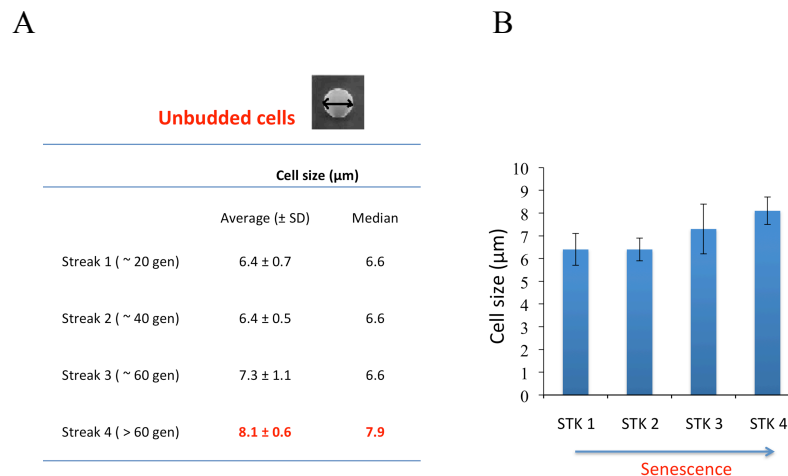 A
Unbudded cells
Cell size (µm)
Average (± SD) Median
Streak 1 ( ~ 20 gen) 6.4 ± 0.7 6.6
Streak 2 ( ~ 40 gen) 6.4 ± 0.5 6.6
Streak 3 ( ~ 60 gen) 7.3 ± 1.1 6.6
Streak 4 ( > 60 gen) 8.1 ± 0.6 7.9
B
Cell size (µm)
10
9
8
7
6
5
4
3
2
1
0
STK 1 STK 2 STK 3 STK 4
Senescence